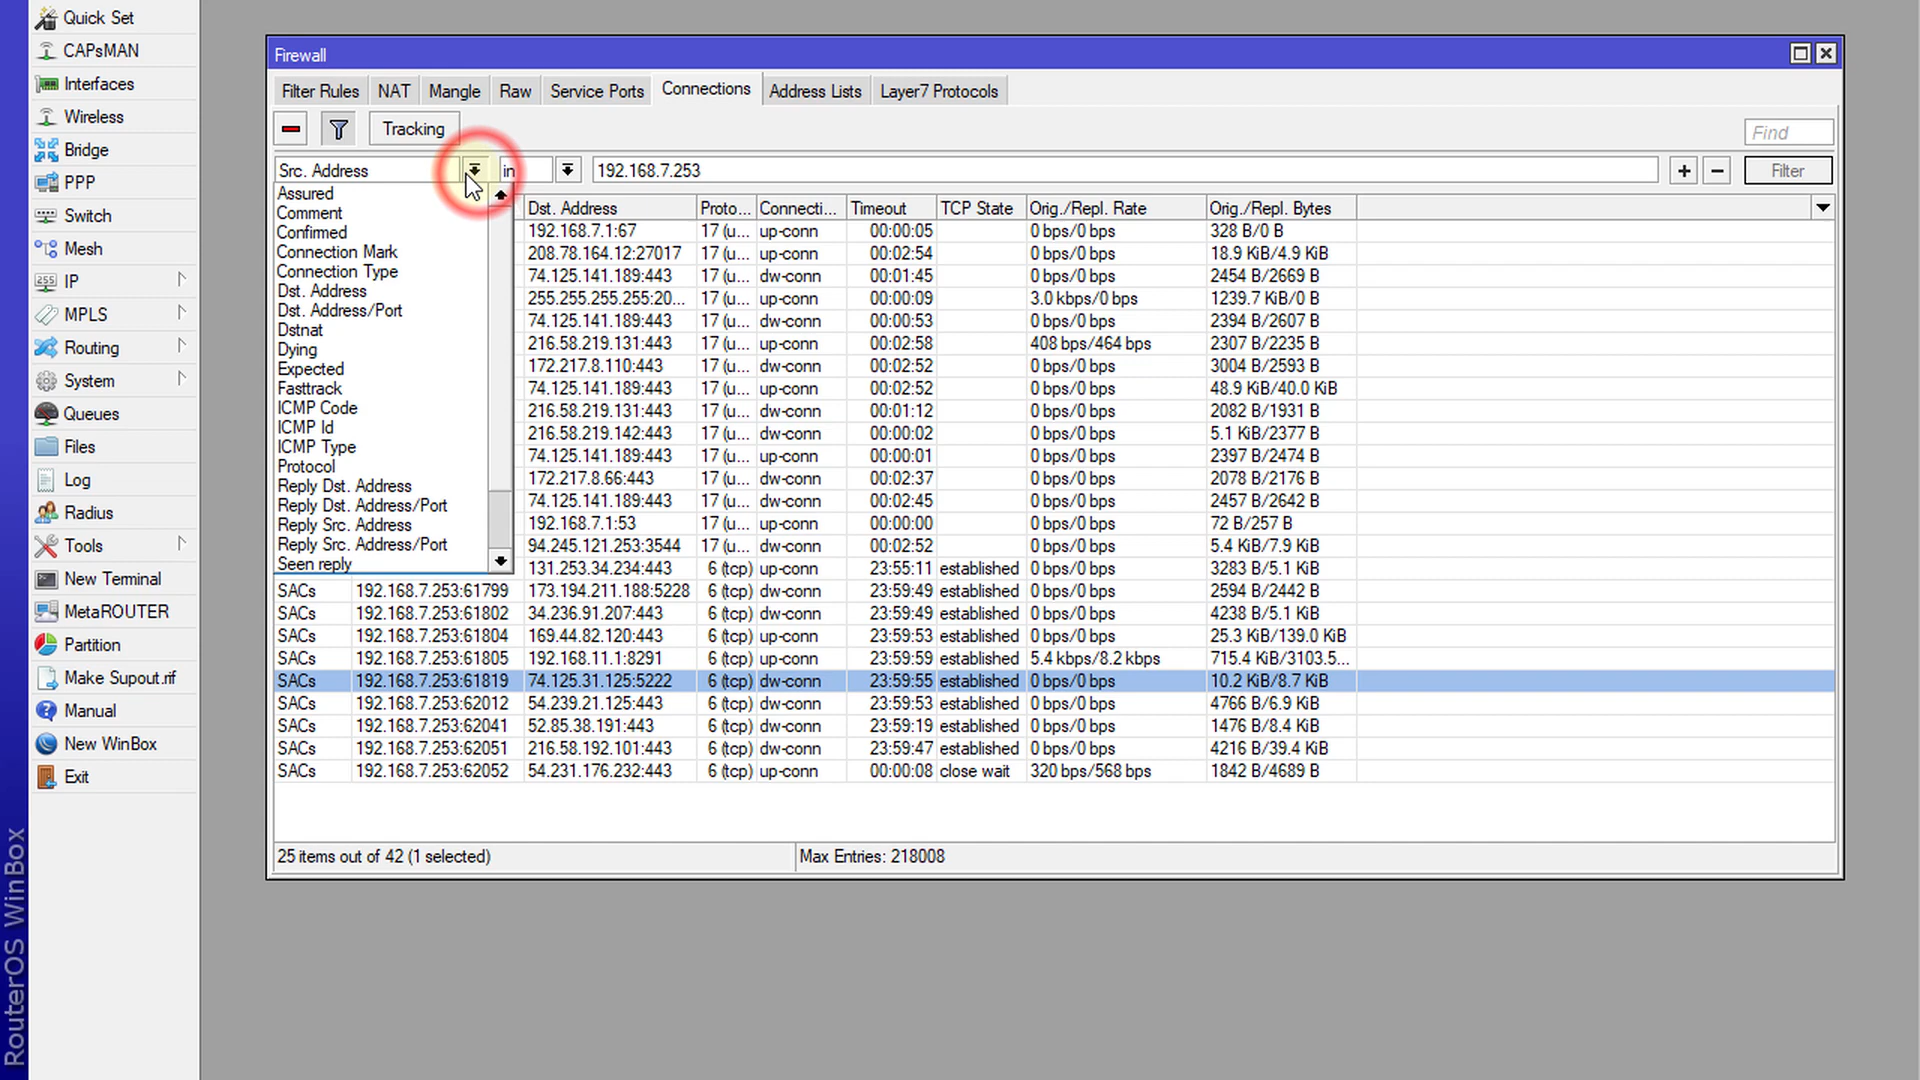 Quick Set
CAPsMAN
Interfaces
Wireless
Bridge
PPP
Switch
Mesh
IP
MPLS
Routing
System
Queues
Files
Log
Radius
Tools
New Terminal
MetaROUTER
Partition
Make Supout.rif
Manual
New WinBox
Exit
RouterOS WinBox
Firewall
Filter Rules NAT Mangle Raw Service Ports Connections Address Lists Layer7 Protocols
Tracking
Find
Src. Address in 192.168.7.253 Filter
Assured
Comment
Confirmed
Connection Mark
Connection Type
Dst. Address
Dst. Address/Port
Dstnat
Dying
Expected
Fasttrack
ICMP Code
ICMP Id
ICMP Type
Protocol
Reply Dst. Address
Reply Dst. Address/Port
Reply Src. Address
Reply Src. Address/Port
Seen reply
Dst. Address Proto... Connecti... Timeout TCP State Orig./Repl. Rate Orig./Repl. Bytes
192.168.7.1:67 17 (u... up-conn 00:00:05 0 bps/0 bps 328 B/0 B
208.78.164.12:27017 17 (u... up-conn 00:02:54 0 bps/0 bps 18.9 KiB/4.9 KiB
74.125.141.189:443 17 (u... dw-conn 00:01:45 0 bps/0 bps 2454 B/2669 B
255.255.255.255:20... 17 (u... up-conn 00:00:09 3.0 kbps/0 bps 1239.7 KiB/0 B
74.125.141.189:443 17 (u... dw-conn 00:00:53 0 bps/0 bps 2394 B/2607 B
216.58.219.131:443 17 (u... up-conn 00:02:58 408 bps/464 bps 2307 B/2235 B
172.217.8.110:443 17 (u... dw-conn 00:02:52 0 bps/0 bps 3004 B/2593 B
74.125.141.189:443 17 (u... up-conn 00:02:52 0 bps/0 bps 48.9 KiB/40.0 KiB
216.58.219.131:443 17 (u... dw-conn 00:01:12 0 bps/0 bps 2082 B/1931 B
216.58.219.142:443 17 (u... dw-conn 00:00:02 0 bps/0 bps 5.1 KiB/2377 B
74.125.141.189:443 17 (u... dw-conn 00:00:01 0 bps/0 bps 2397 B/2474 B
172.217.8.66:443 17 (u... dw-conn 00:02:37 0 bps/0 bps 2078 B/2176 B
74.125.141.189:443 17 (u... dw-conn 00:02:45 0 bps/0 bps 2457 B/2642 B
192.168.7.1:53 17 (u... up-conn 00:00:00 0 bps/0 bps 72 B/257 B
94.245.121.253:3544 17 (u... dw-conn 00:02:52 0 bps/0 bps 5.4 KiB/7.9 KiB
131.253.34.234:443 6 (tcp) up-conn 23:55:11 established 0 bps/0 bps 3283 B/5.1 KiB
SACs 192.168.7.253:61799 173.194.211.188:5228 6 (tcp) dw-conn 23:59:49 established 0 bps/0 bps 2594 B/2442 B
SACs 192.168.7.253:61802 34.236.91.207:443 6 (tcp) dw-conn 23:59:49 established 0 bps/0 bps 4238 B/5.1 KiB
SACs 192.168.7.253:61804 169.44.82.120:443 6 (tcp) up-conn 23:59:53 established 0 bps/0 bps 25.3 KiB/139.0 KiB
SACs 192.168.7.253:61805 192.168.11.1:8291 6 (tcp) up-conn 23:59:59 established 5.4 kbps/8.2 kbps 715.4 KiB/3103.5...
SACs 192.168.7.253:61819 74.125.31.125:5222 6 (tcp) dw-conn 23:59:55 established 0 bps/0 bps 10.2 KiB/8.7 KiB
SACs 192.168.7.253:62012 54.239.21.125:443 6 (tcp) dw-conn 23:59:53 established 0 bps/0 bps 4766 B/6.9 KiB
SACs 192.168.7.253:62041 52.85.38.191:443 6 (tcp) dw-conn 23:59:19 established 0 bps/0 bps 1476 B/8.4 KiB
SACs 192.168.7.253:62051 216.58.192.101:443 6 (tcp) dw-conn 23:59:47 established 0 bps/0 bps 4216 B/39.4 KiB
SACs 192.168.7.253:62052 54.231.176.232:443 6 (tcp) up-conn 00:00:08 close wait 320 bps/568 bps 1842 B/4689 B
25 items out of 42 (1 selected) Max Entries: 218008